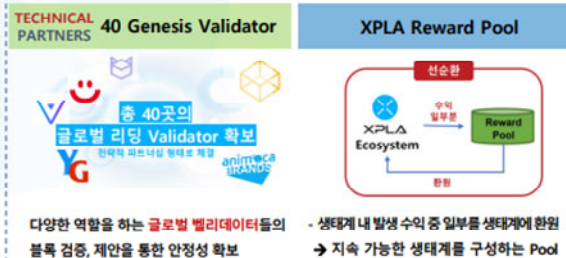 TECHNICAL
PARTNERS 40 Genesis Validator
총 40곳의
글로벌 리딩 Validator 확보
전략적 파트너십 형태로 체결
YG
animoca
BRANDS
다양한 역할을 하는 글로벌 벨리데이터들의
블록 검증, 제안을 통한 안정성 확보
XPLA Reward Pool
선순환
수익
일부분
XPLA
Ecosystem
Reward
Pool
환원
- 생태계 내 발생 수익 중 일부를 생태계에 환원
→ 지속 가능한 생태계를 구성하는 Pool